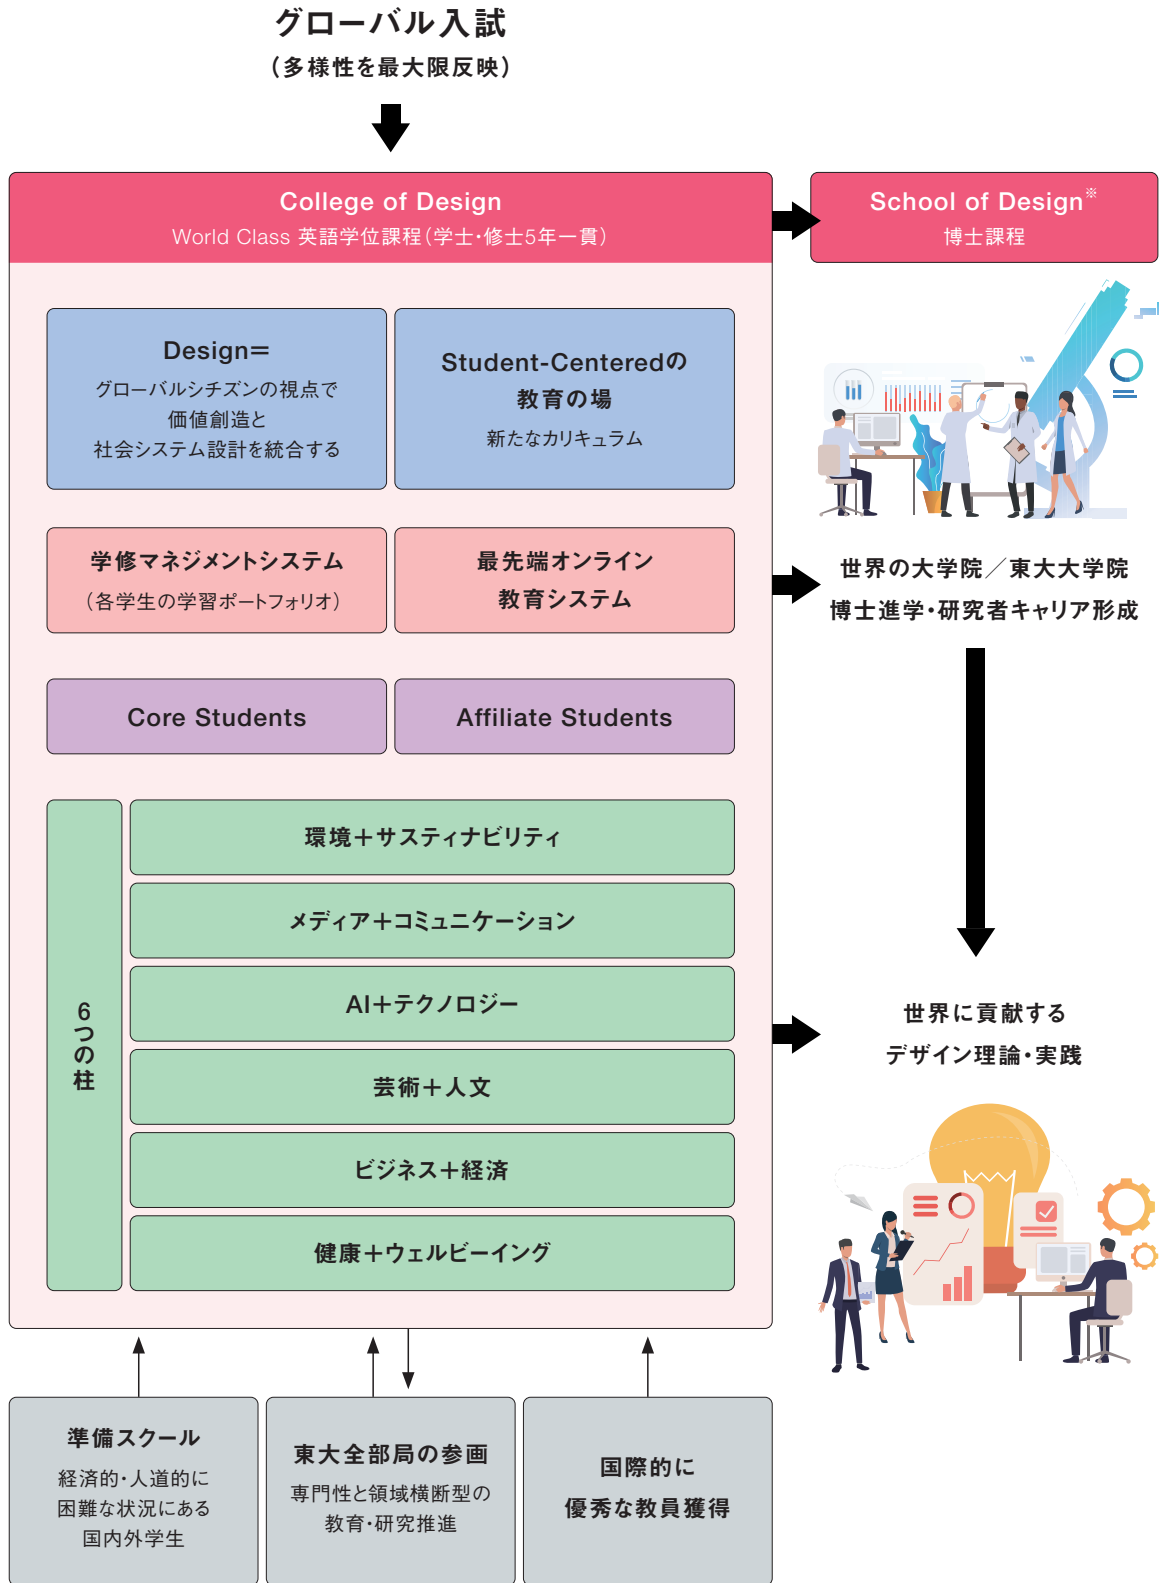 グローバル入試
（多様性を最大限反映）
College of Design
World Class 英語学位課程（学士・修士5年一貫）
School of Design※
博士課程
Design＝
グローバルシチズンの視点で
価値創造と
社会システム設計を統合する
Student-Centeredの
教育の場
新たなカリキュラム
学修マネジメントシステム
（各学生の学習ポートフォリオ）
最先端オンライン
教育システム
世界の大学院／東大大学院
博士進学・研究者キャリア形成
Core Students
Affiliate Students
6つの柱
環境＋サスティナビリティ
メディア＋コミュニケーション
AI＋テクノロジー
芸術＋人文
ビジネス＋経済
健康＋ウェルビーイング
世界に貢献する
デザイン理論・実践
準備スクール
経済的・人道的に
困難な状況にある
国内外学生
東大全部局の参画
専門性と領域横断型の
教育・研究推進
国際的に
優秀な教員獲得